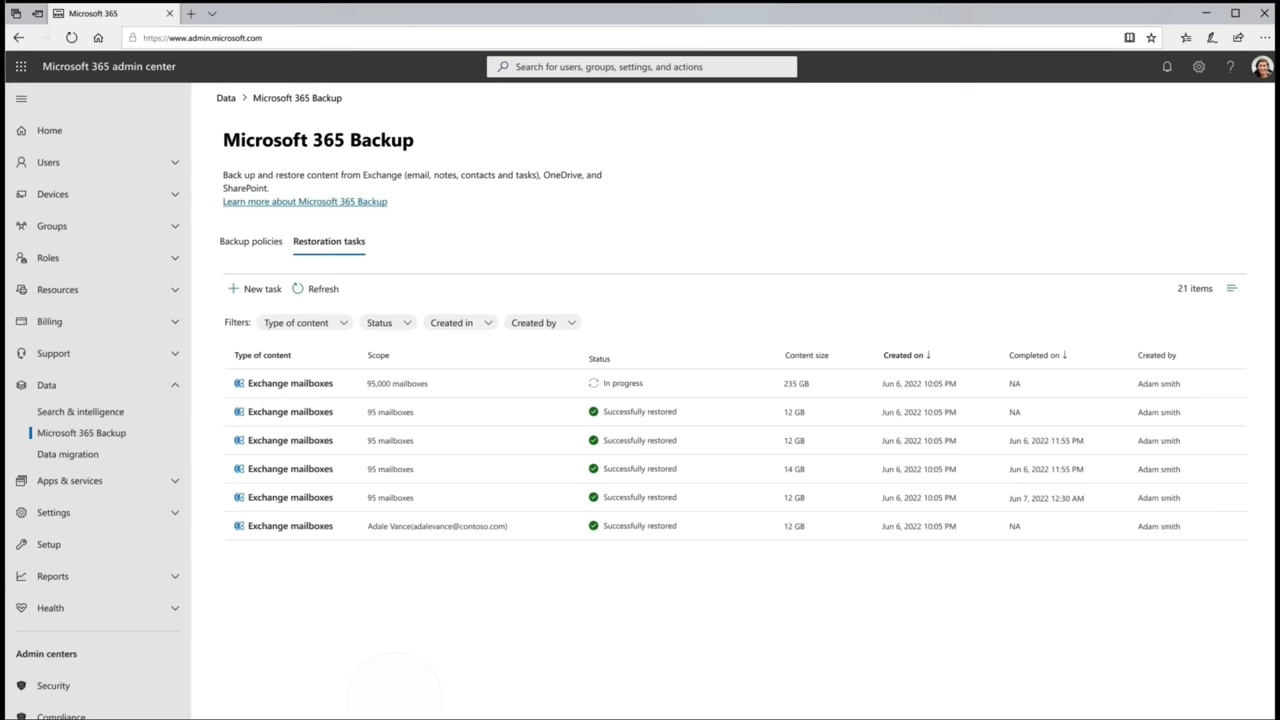 Microsoft 365
https://www.admin.microsoft.com
Microsoft 365 admin center
Search for users, groups, settings, and actions
Home
Users
Devices
Groups
Roles
Resources
Billing
Support
Data
Search & intelligence
Microsoft 365 Backup
Data migration
Apps & services
Settings
Setup
Reports
Health
Admin centers
Security
Compliance
Data > Microsoft 365 Backup
Microsoft 365 Backup
Back up and restore content from Exchange (email, notes, contacts and tasks), OneDrive, and
SharePoint.
Learn more about Microsoft 365 Backup
Backup policies Restoration tasks
New task Refresh 21 items
Filters: Type of content Status Created in Created by
Type of content Scope Status Content size Created on ↓ Completed on ↓ Created by
Exchange mailboxes 95,000 mailboxes In progress 235 GB Jun 6, 2022 10:05 PM NA Adam smith
Exchange mailboxes 95 mailboxes Successfully restored 12 GB Jun 6, 2022 10:05 PM NA Adam smith
Exchange mailboxes 95 mailboxes Successfully restored 12 GB Jun 6, 2022 10:05 PM Jun 6, 2022 11:55 PM Adam smith
Exchange mailboxes 95 mailboxes Successfully restored 14 GB Jun 6, 2022 10:05 PM Jun 6, 2022 11:55 PM Adam smith
Exchange mailboxes 95 mailboxes Successfully restored 12 GB Jun 6, 2022 10:05 PM Jun 7, 2022 12:30 AM Adam smith
Exchange mailboxes Adale Vance(adalevance@contoso.com) Successfully restored 12 GB Jun 6, 2022 10:05 PM NA Adam smith